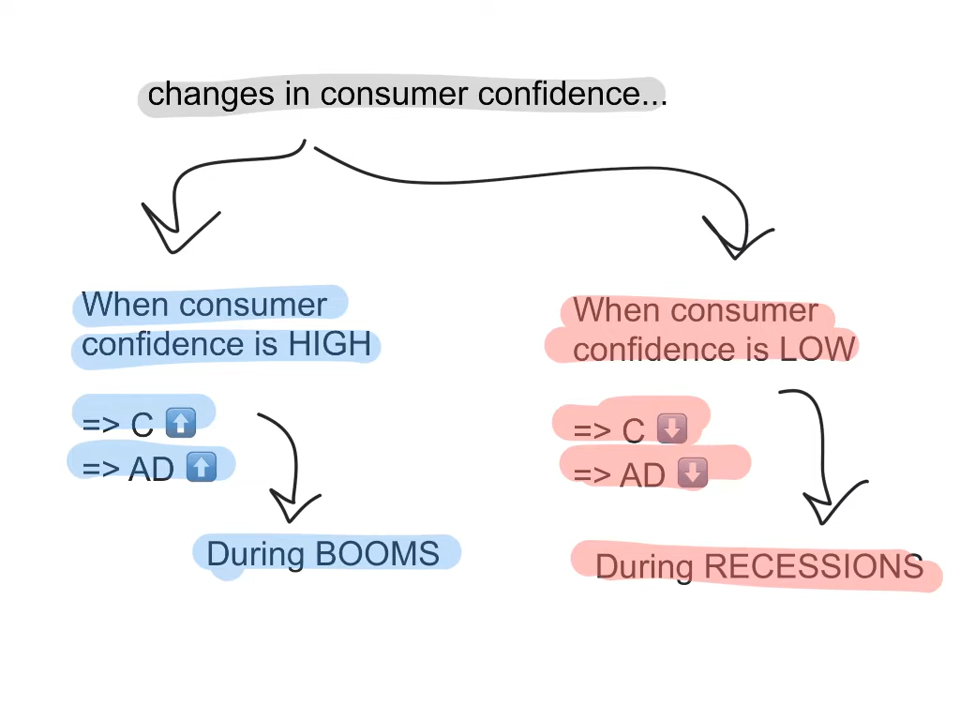 changes in consumer confidence...
When consumer
confidence is HIGH
=> C ⬆️
=> AD ⬆️
During BOOMS
When consumer
confidence is LOW
=> C ⬇️
=> AD ⬇️
During RECESSIONS